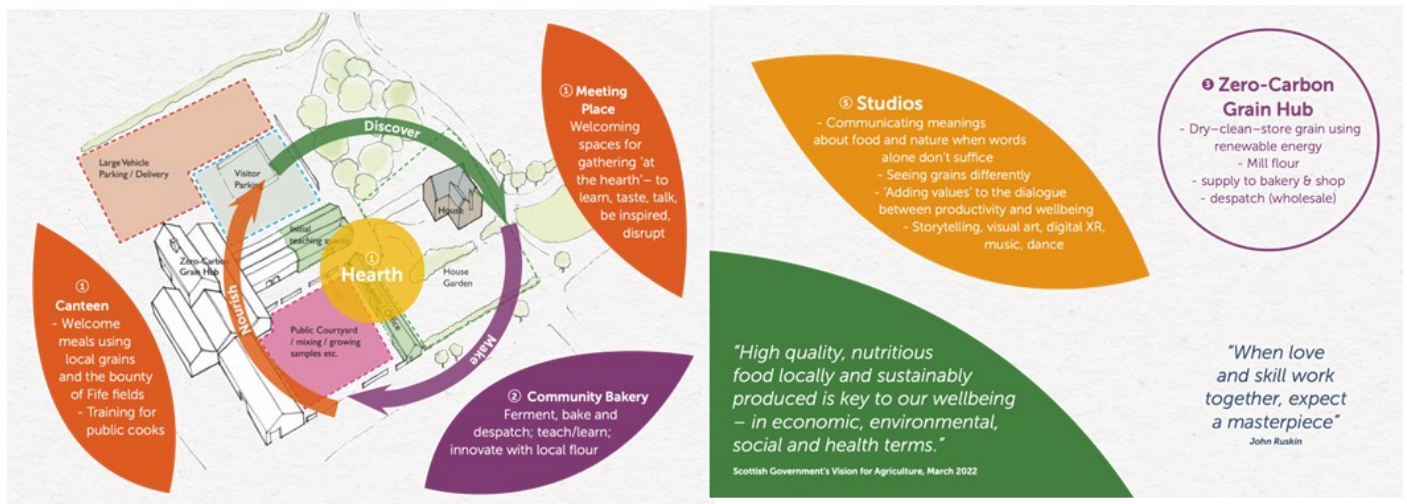 Discover
① Meeting
Place
Welcoming
spaces for
gathering ‘at
the hearth’– to
learn, taste, talk,
be inspired,
disrupt
Large Vehicle
Parking / Delivery
Visitor
Parking
House
Initial
teaching spaces
Zero-Carbon
Grain Hub
①
Hearth
House
Garden
Nourish
Office
Public Courtyard
/ mixing / growing
samples etc.
Make
①
Canteen
- Welcome
meals using
local grains
and the bounty
of Fife fields
- Training for
public cooks
② Community Bakery
Ferment, bake and
despatch; teach/learn;
innovate with local flour
⑤ Studios
- Communicating meanings
about food and nature when words
alone don’t suffice
- Seeing grains differently
- ‘Adding values’ to the dialogue
between productivity and wellbeing
- Storytelling, visual art, digital XR,
music, dance
❸ Zero-Carbon
Grain Hub
- Dry–clean–store grain using
renewable energy
- Mill flour
- supply to bakery & shop
- despatch (wholesale)
“High quality, nutritious
food locally and sustainably
produced is key to our wellbeing
– in economic, environmental,
social and health terms.”
Scottish Government’s Vision for Agriculture, March 2022
“When love
and skill work
together, expect
a masterpiece”
John Ruskin